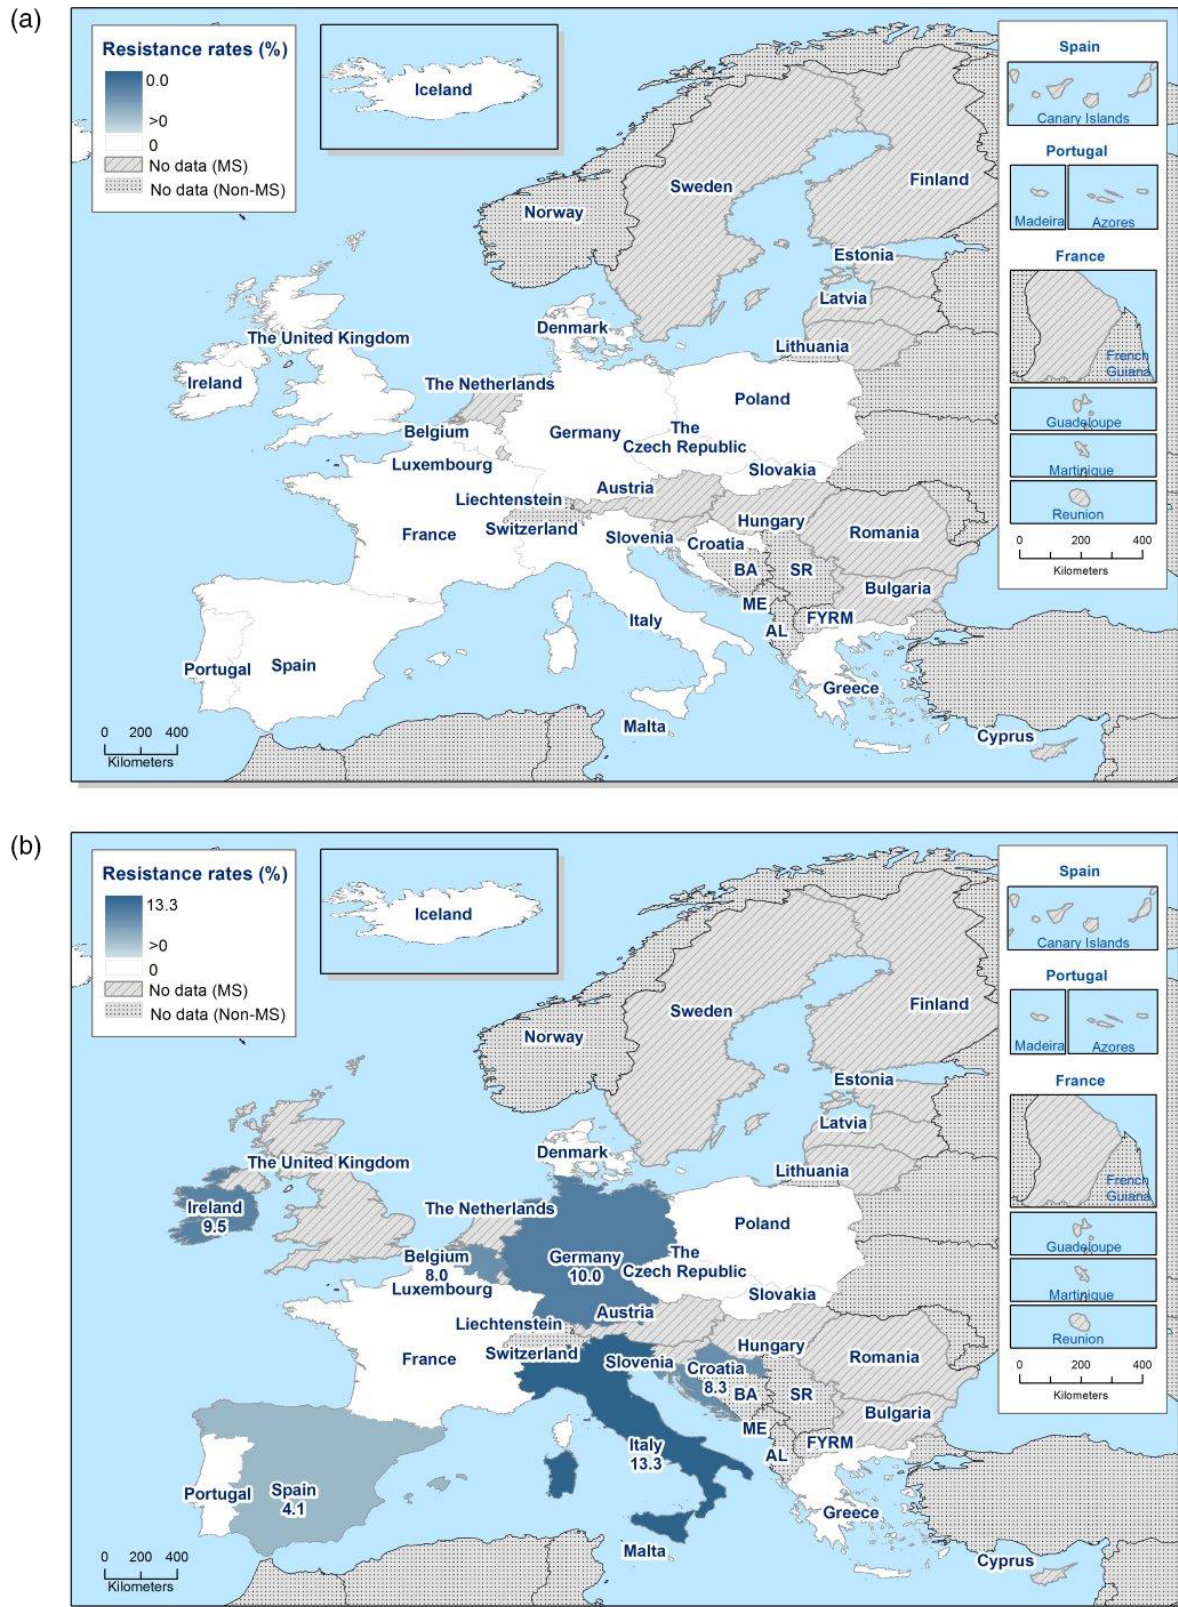 (a)
Resistance rates (%)
0.0
>0
0
No data (MS)
No data (Non-MS)
Iceland
Spain
Canary Islands
Portugal
Madeira
Azores
France
French
Guiana
Guadeloupe
Martinique
Reunion
0 200 400
Kilometers
Norway
Sweden
Finland
Estonia
Latvia
Lithuania
Denmark
The United Kingdom
Ireland
The Netherlands
Belgium
Germany
Poland
The
Czech Republic
Luxembourg
Slovakia
Austria
Liechtenstein
Switzerland
France
Slovenia
Hungary
Croatia
Romania
BA
SR
Bulgaria
ME
FYRM
AL
Italy
Portugal
Spain
Greece
Malta
Cyprus
0 200 400
Kilometers
(b)
Resistance rates (%)
13.3
>0
0
No data (MS)
No data (Non-MS)
Iceland
Spain
Canary Islands
Portugal
Madeira
Azores
France
French
Guiana
Guadeloupe
Martinique
Reunion
0 200 400
Kilometers
Norway
Sweden
Finland
Estonia
Latvia
Lithuania
Denmark
The United Kingdom
Ireland
9.5
The Netherlands
Belgium
8.0
Germany
10.0
Poland
The
Czech Republic
Luxembourg
Slovakia
Austria
Liechtenstein
Switzerland
France
Slovenia
Hungary
Croatia
8.3
Romania
BA
SR
Bulgaria
ME
FYRM
AL
Italy
13.3
Portugal
Spain
4.1
Greece
Malta
Cyprus
0 200 400
Kilometers